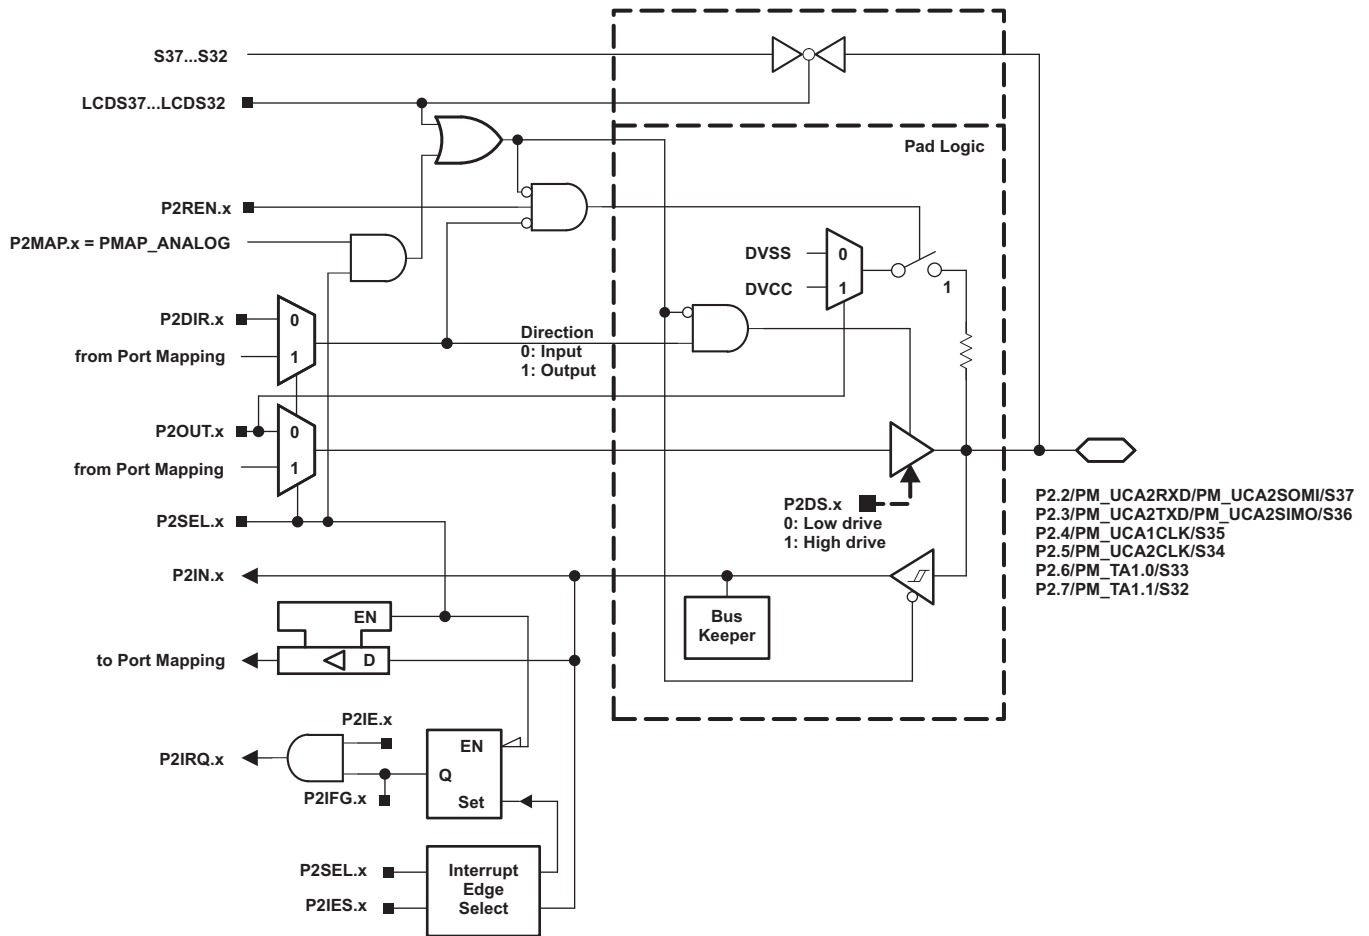 S37...S32
LCDS37...LCDS32
Pad Logic
P2REN.x
P2MAP.x = PMAP_ANALOG
DVSS
0
DVCC
1
1
P2DIR.x
0
from Port Mapping
1
Direction
0: Input
1: Output
P2OUT.x
0
from Port Mapping
1
P2DS.x
0: Low drive
1: High drive
P2.2/PM_UCA2RXD/PM_UCA2SOMI/S37
P2.3/PM_UCA2TXD/PM_UCA2SIMO/S36
P2.4/PM_UCA1CLK/S35
P2.5/PM_UCA2CLK/S34
P2.6/PM_TA1.0/S33
P2.7/PM_TA1.1/S32
P2SEL.x
P2IN.x
Bus
Keeper
EN
to Port Mapping
D
P2IE.x
P2IRQ.x
EN
Q
P2IFG.x
Set
P2SEL.x
P2IES.x
Interrupt
Edge
Select